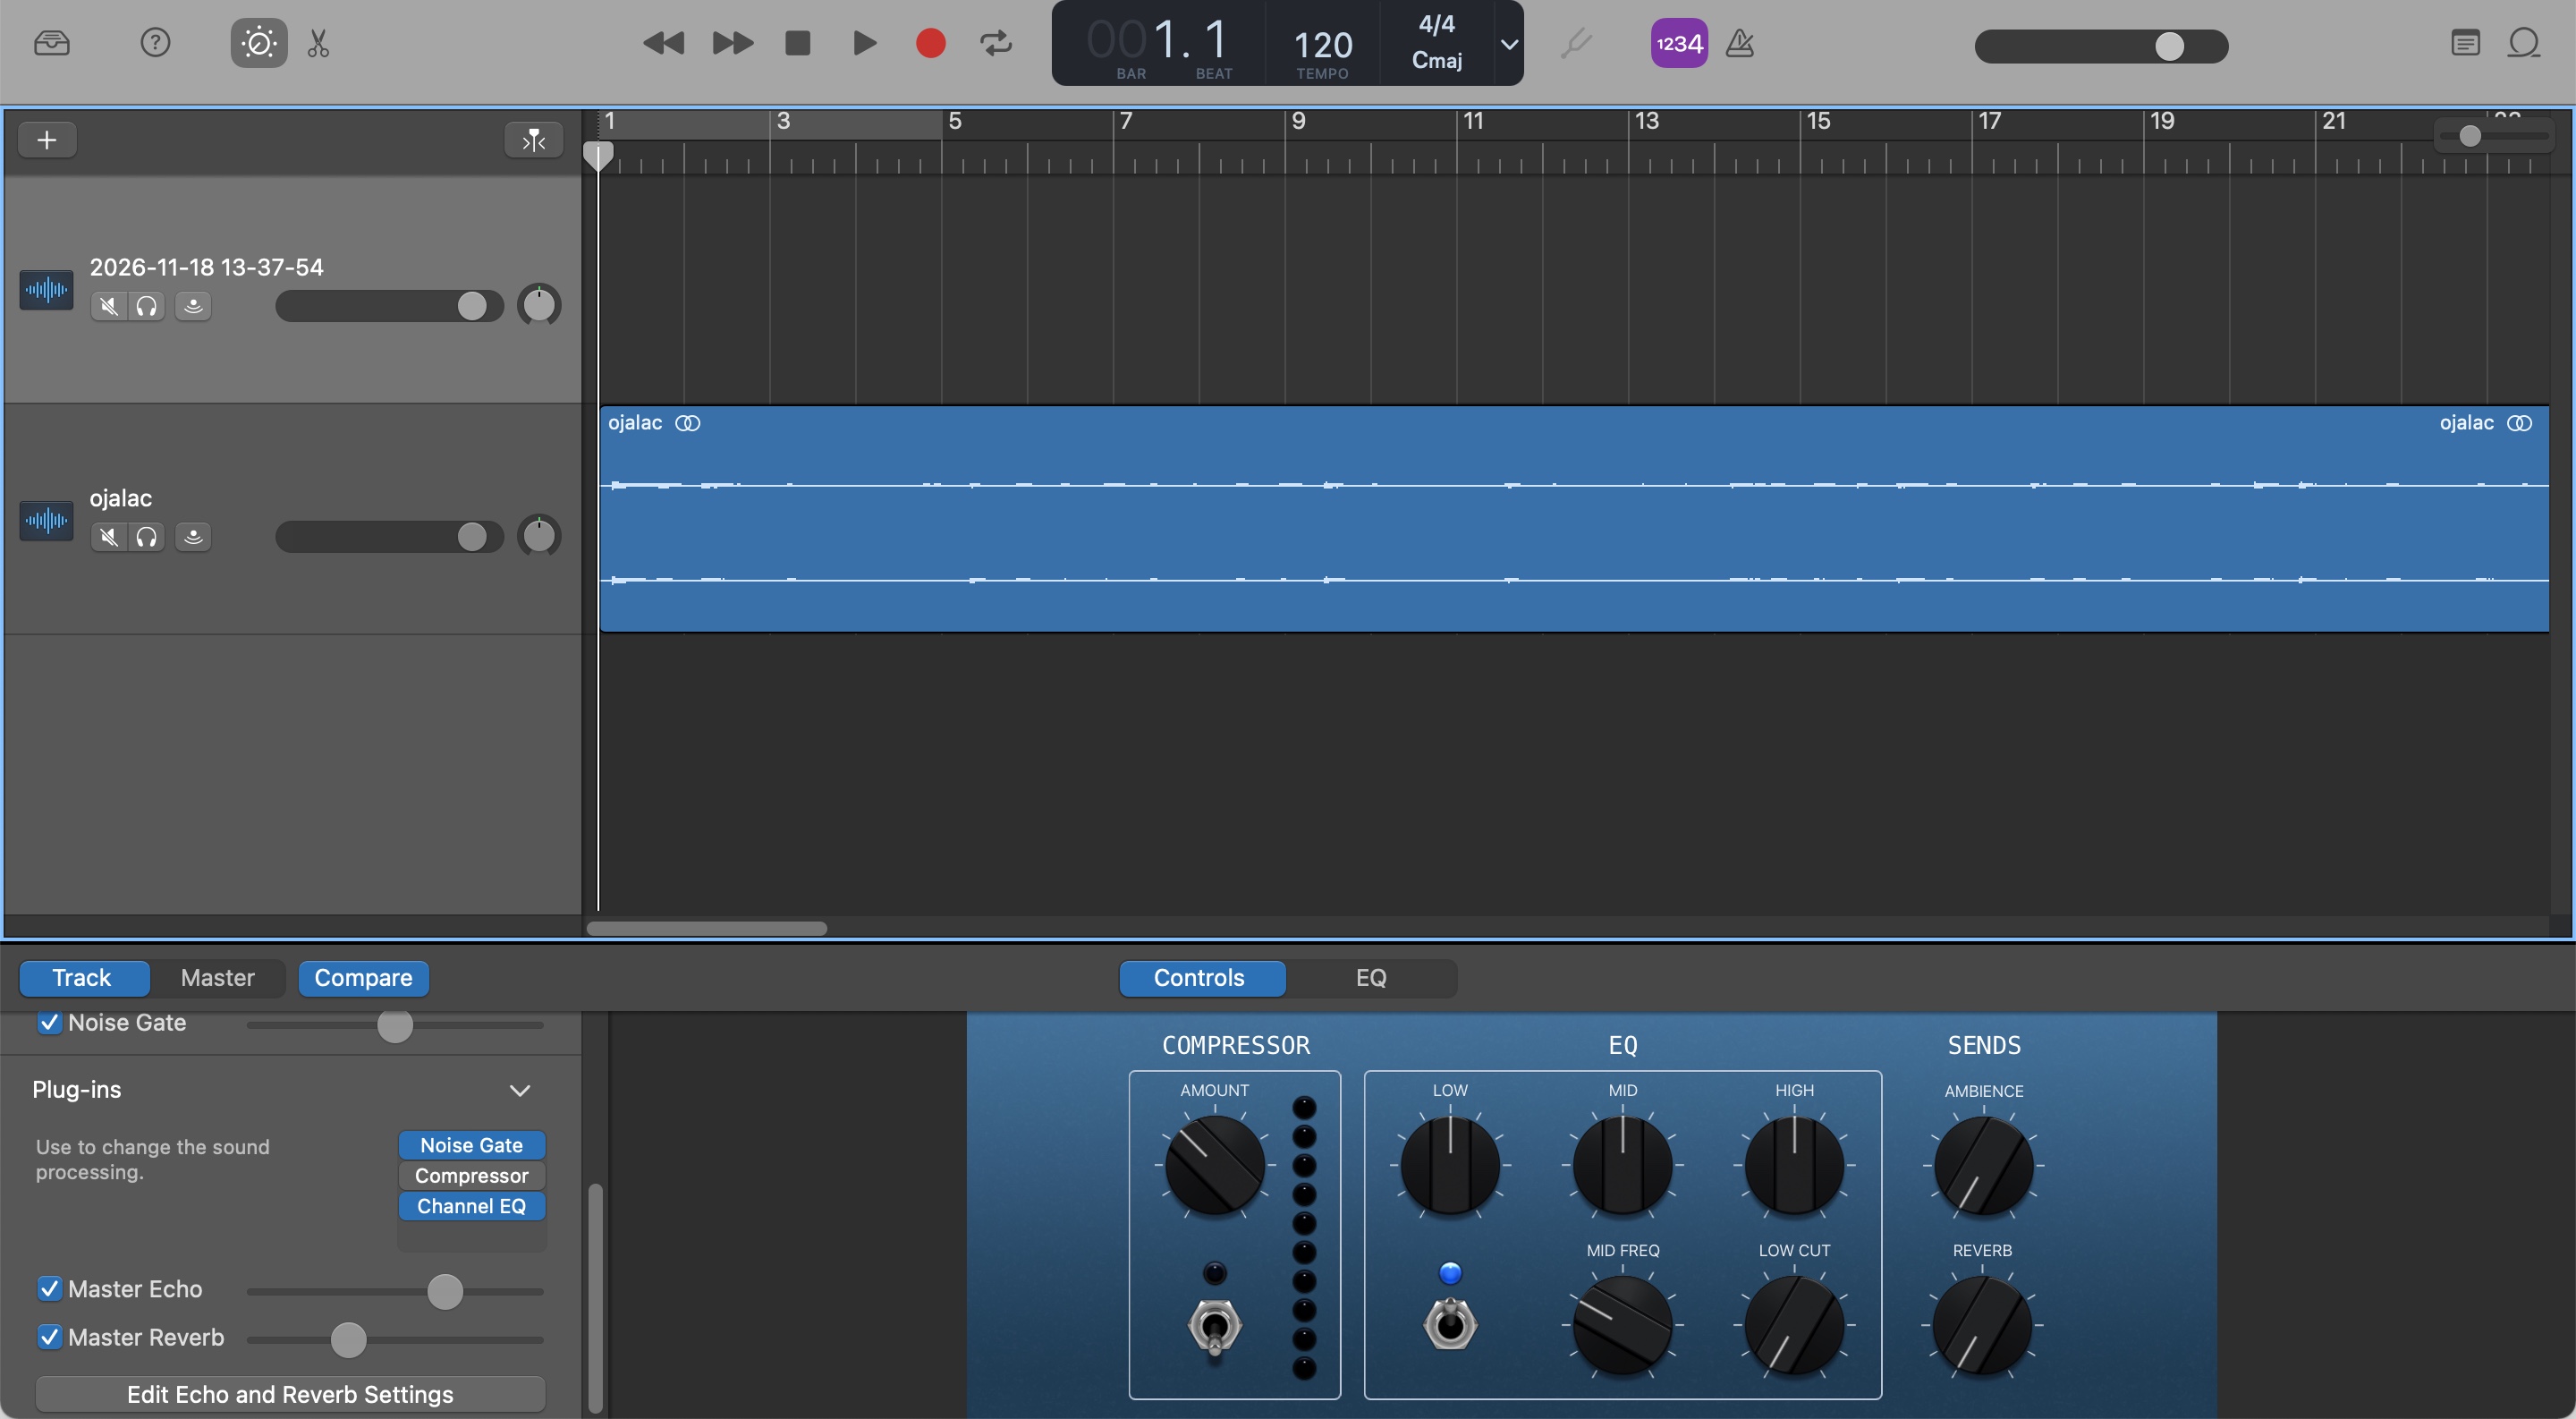 001. 1
BAR BEAT
120
TEMPO
4/4
Cmaj
1234
1 3 5 7 9 11 13 15 17 19 21
2026-11-18 13-37-54
ojalac ojalac
ojalac
Track Master Compare
Controls EQ
Noise Gate
Plug-ins
Use to change the sound
processing.
Noise Gate
Compressor
Channel EQ
Master Echo
Master Reverb
Edit Echo and Reverb Settings
COMPRESSOR EQ SENDS
AMOUNT LOW MID HIGH AMBIENCE
MID FREQ LOW CUT REVERB